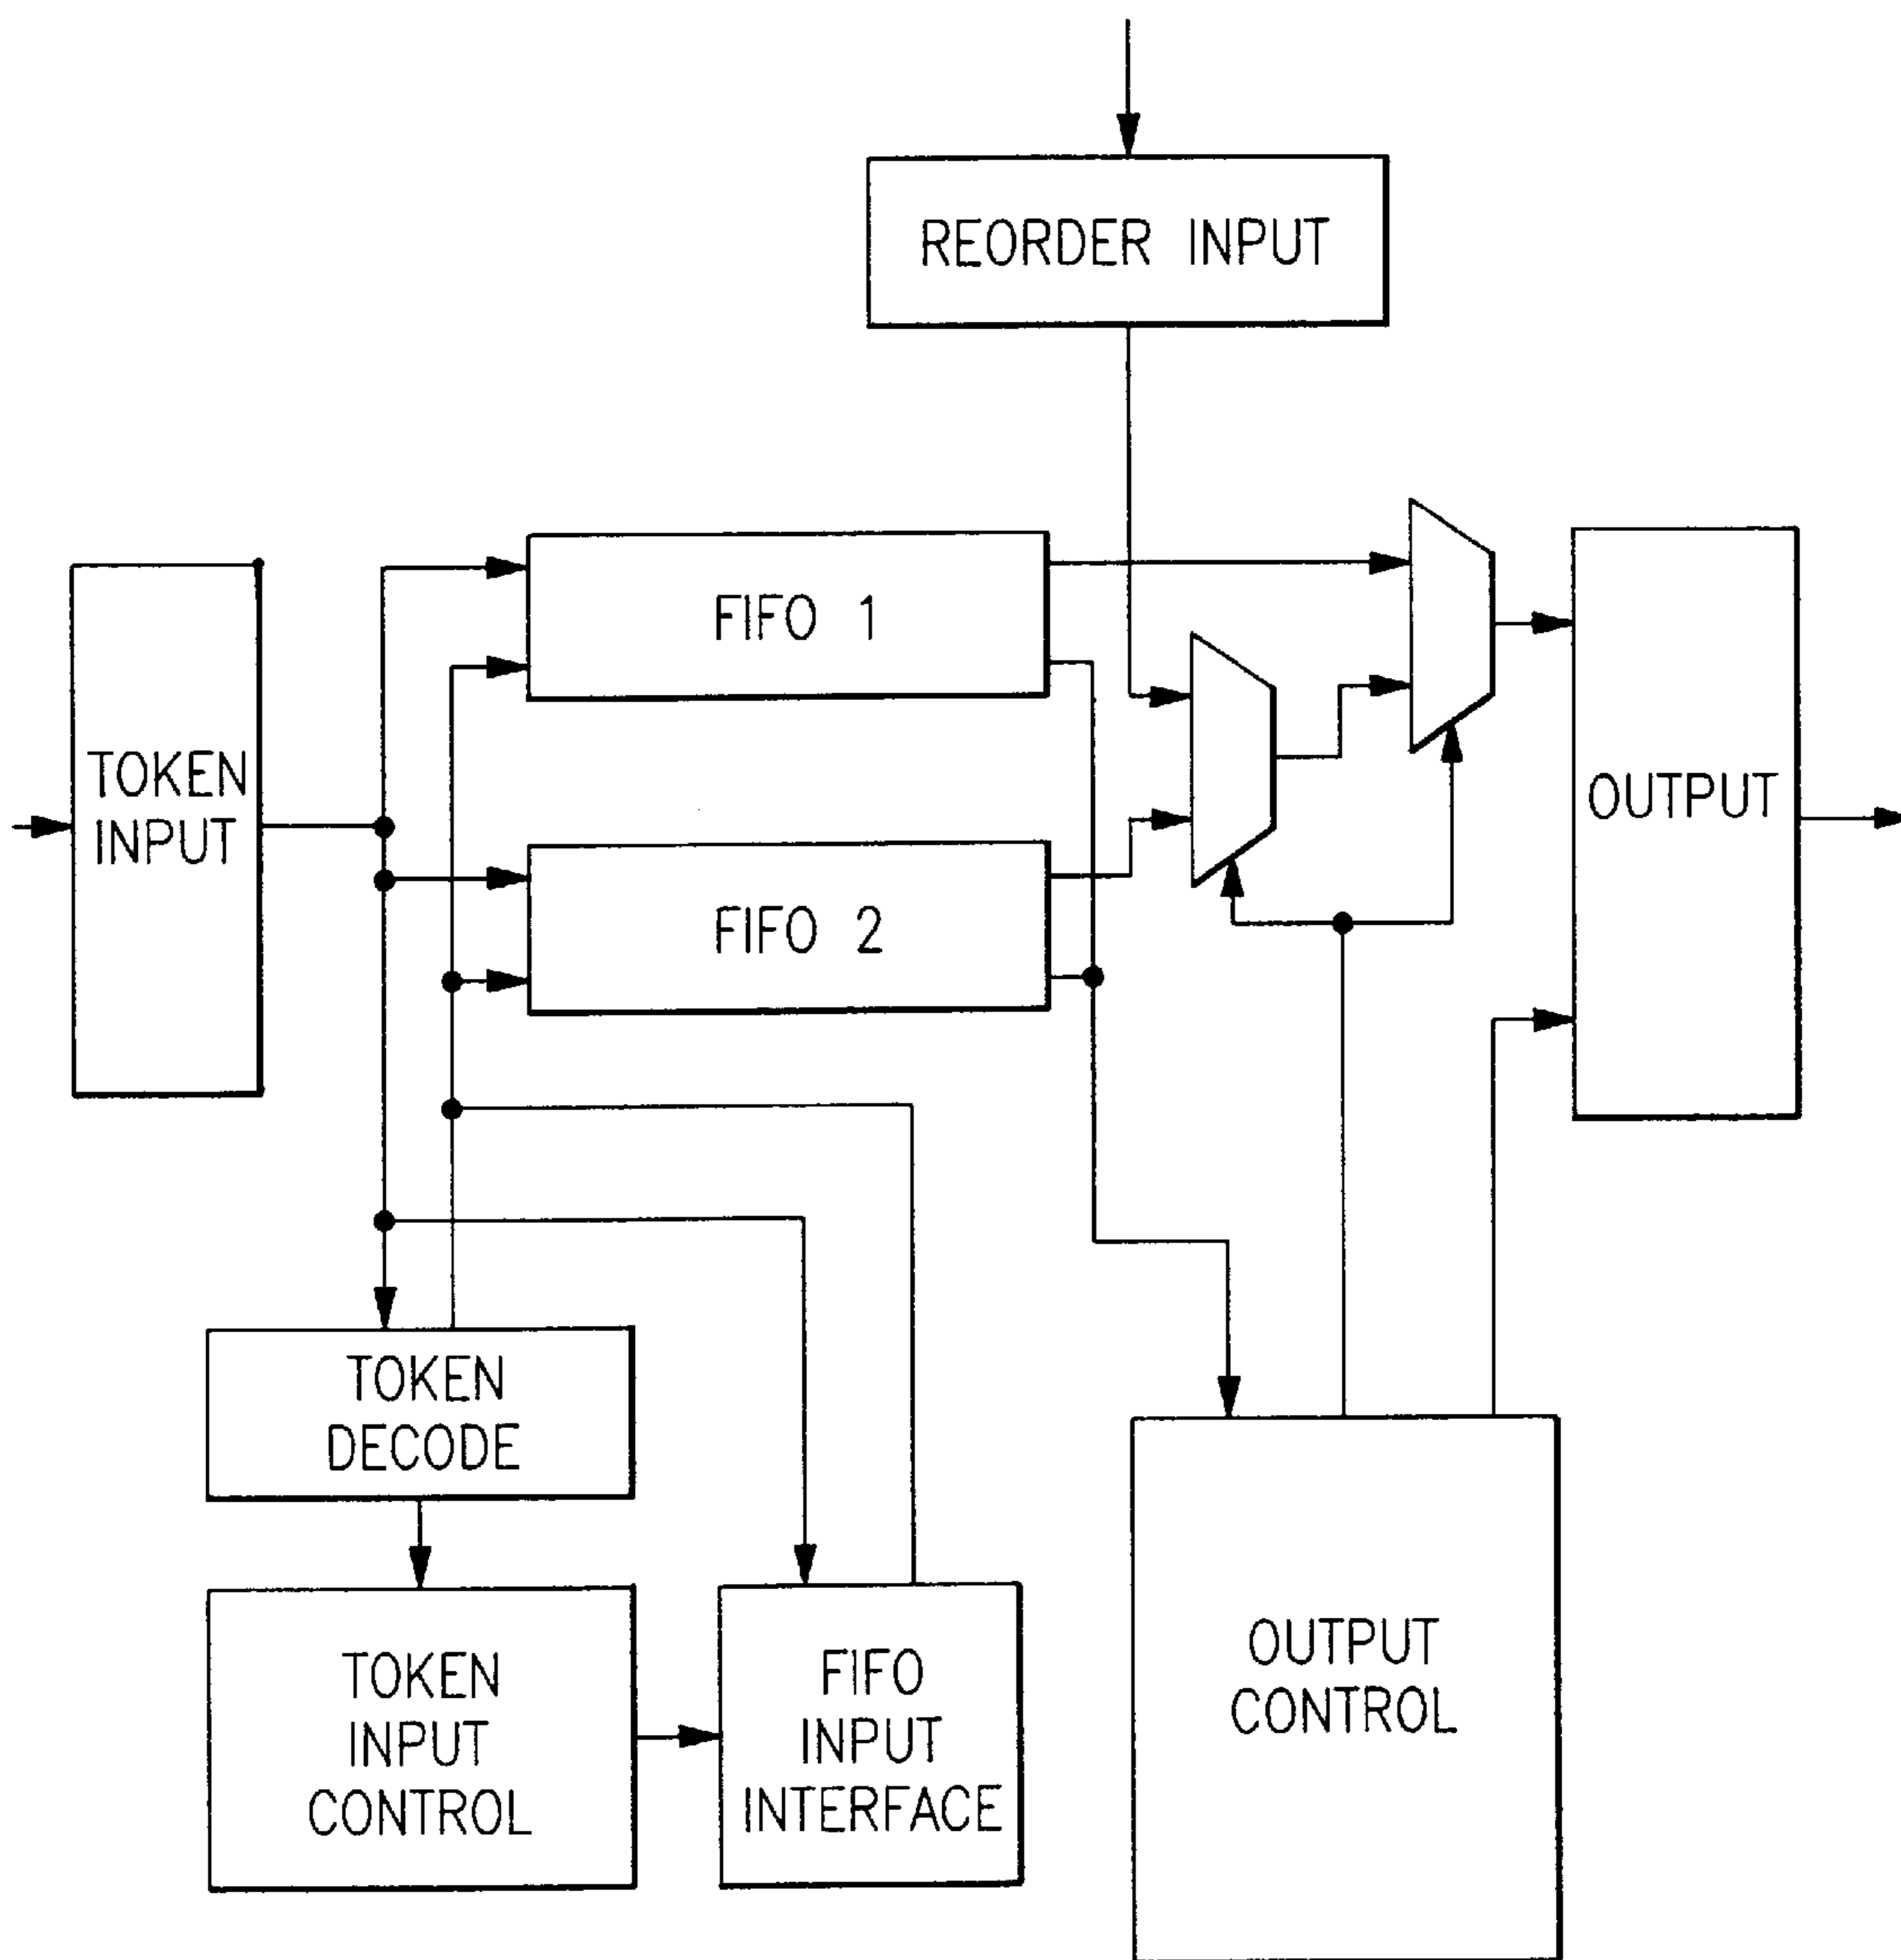 REORDER INPUT
FIFO 1
TOKEN
INPUT
OUTPUT
FIFO 2
TOKEN
DECODE
TOKEN
INPUT
CONTROL
FIFO
INPUT
INTERFACE
OUTPUT
CONTROL